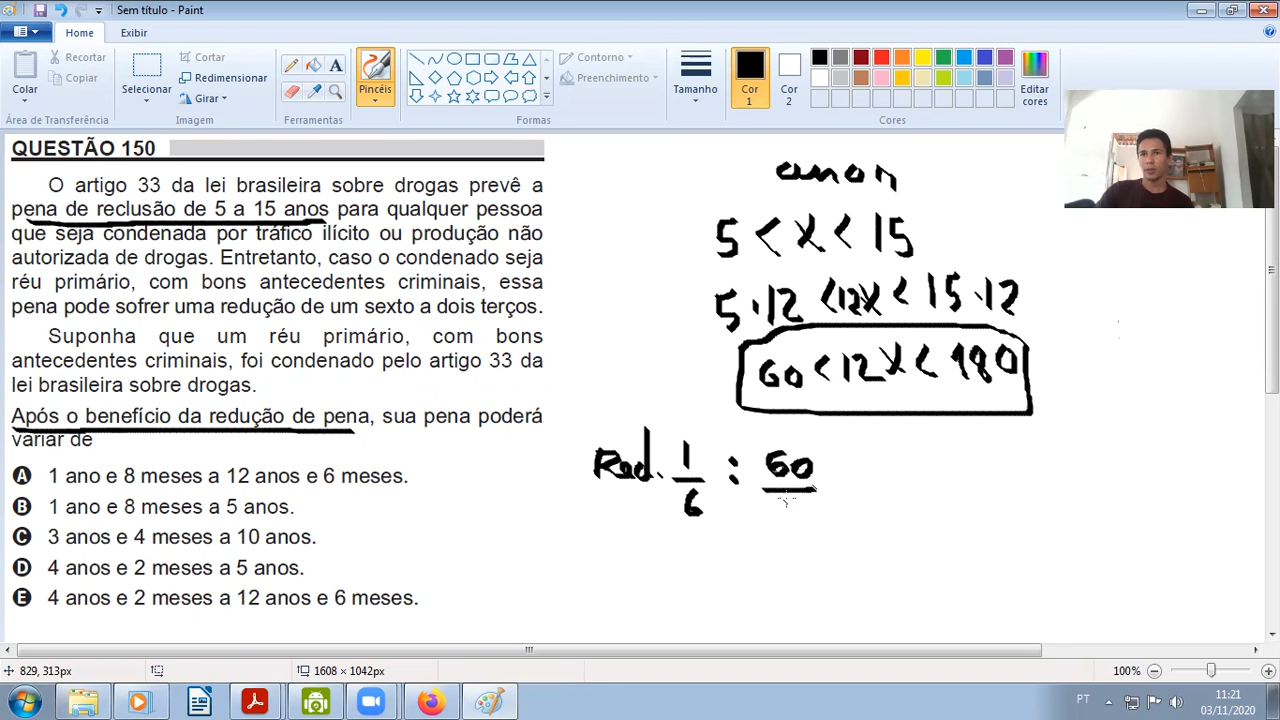 Sem título - Paint
Home
Exibir
Colar
Recortar
Copiar
Área de Transferência
Selecionar
Cortar
Redimensionar
Girar
Imagem
Ferramentas
Pincéis
Contorno
Preenchimento
Formas
Tamanho
Cor 1
Cor 2
Editar cores
Cores
QUESTÃO 150
O artigo 33 da lei brasileira sobre drogas prevê a
pena de reclusão de 5 a 15 anos para qualquer pessoa
que seja condenada por tráfico ilícito ou produção não
autorizada de drogas. Entretanto, caso o condenado seja
réu primário, com bons antecedentes criminais, essa
pena pode sofrer uma redução de um sexto a dois terços.
Suponha que um réu primário, com bons
antecedentes criminais, foi condenado pelo artigo 33 da
lei brasileira sobre drogas.
Após o benefício da redução de pena, sua pena poderá
variar de
A 1 ano e 8 meses a 12 anos e 6 meses.
B 1 ano e 8 meses a 5 anos.
C 3 anos e 4 meses a 10 anos.
D 4 anos e 2 meses a 5 anos.
E 4 anos e 2 meses a 12 anos e 6 meses.
anos
5 < x < 15
5 . 12 < 12x < 15 . 12
60 < 12x < 180
Red. 1/6 : 60
829, 313px
1608 × 1042px
100%
PT
11:21
03/11/2020